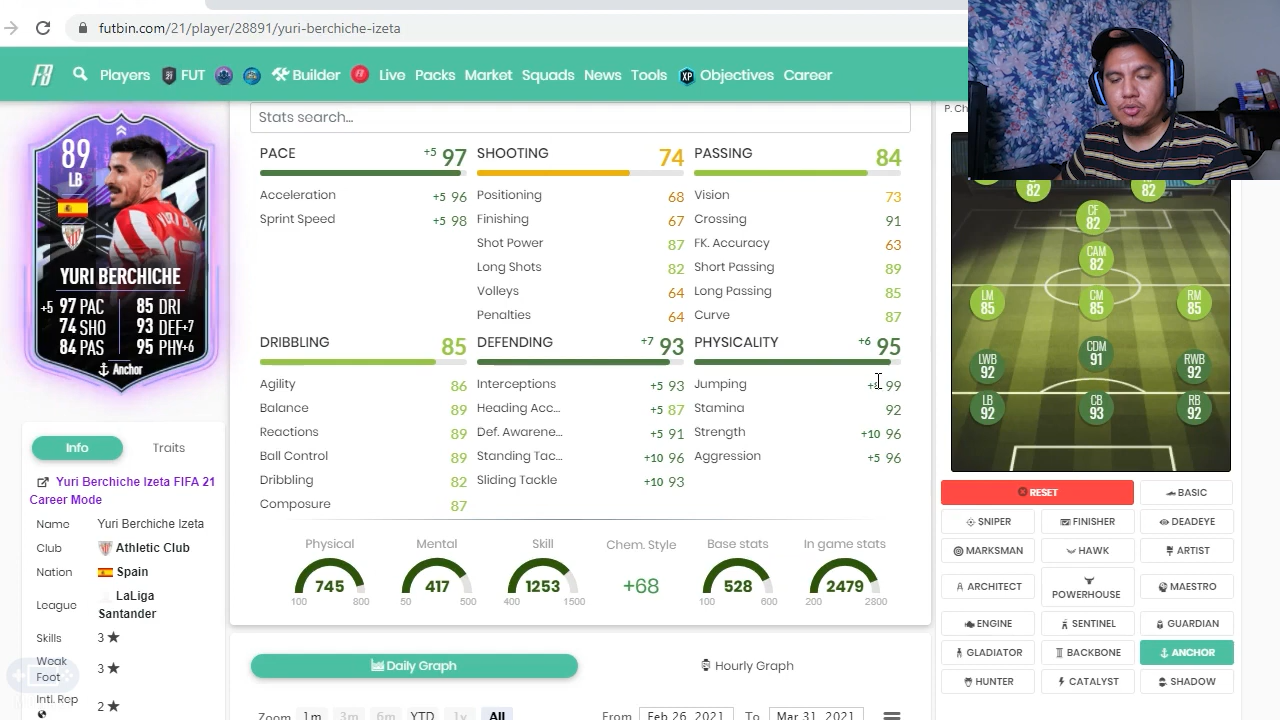 futbin.com/21/player/28891/yuri-berchiche-izeta
Players FUT Builder Live Packs Market Squads News Tools XP Objectives Career
Stats search...
89
LB
YURI BERCHICHE
+5 97 PAC 85 DRI
74 SHO 93 DEF+7
84 PAS 95 PHY+6
Anchor
PACE +5 97
Acceleration +5 96
Sprint Speed +5 98
SHOOTING 74
Positioning 68
Finishing 67
Shot Power 87
Long Shots 82
Volleys 64
Penalties 64
PASSING 84
Vision 73
Crossing 91
FK. Accuracy 63
Short Passing 89
Long Passing 85
Curve 87
DRIBBLING 85
Agility 86
Balance 89
Reactions 89
Ball Control 89
Dribbling 82
Composure 87
DEFENDING +7 93
Interceptions +5 93
Heading Acc... +5 87
Def. Awarene... +5 91
Standing Tac... +10 96
Sliding Tackle +10 93
PHYSICALITY +6 95
Jumping 99
Stamina 92
Strength +10 96
Aggression +5 96
Physical Mental Skill Chem. Style Base stats In game stats
745 417 1253 +68 528 2479
100 800 50 500 400 1500 100 600 200 2800
Info Traits
Yuri Berchiche Izeta FIFA 21
Career Mode
Name Yuri Berchiche Izeta
Club Athletic Club
Nation Spain
League LaLiga
Santander
Skills 3
Weak
Foot 3
Intl. Rep 2
Daily Graph Hourly Graph
Zoom 1m 3m 6m YTD 1y All From Feb 26, 2021 To Mar 31, 2021
P. Ch
82 82
CF
82
CAM
82
LM
85
CM
85
RM
85
LWB
92
CDM
91
RWB
92
LB
92
CB
93
RB
92
RESET BASIC
SNIPER FINISHER DEADEYE
MARKSMAN HAWK ARTIST
ARCHITECT POWERHOUSE MAESTRO
ENGINE SENTINEL GUARDIAN
GLADIATOR BACKBONE ANCHOR
HUNTER CATALYST SHADOW